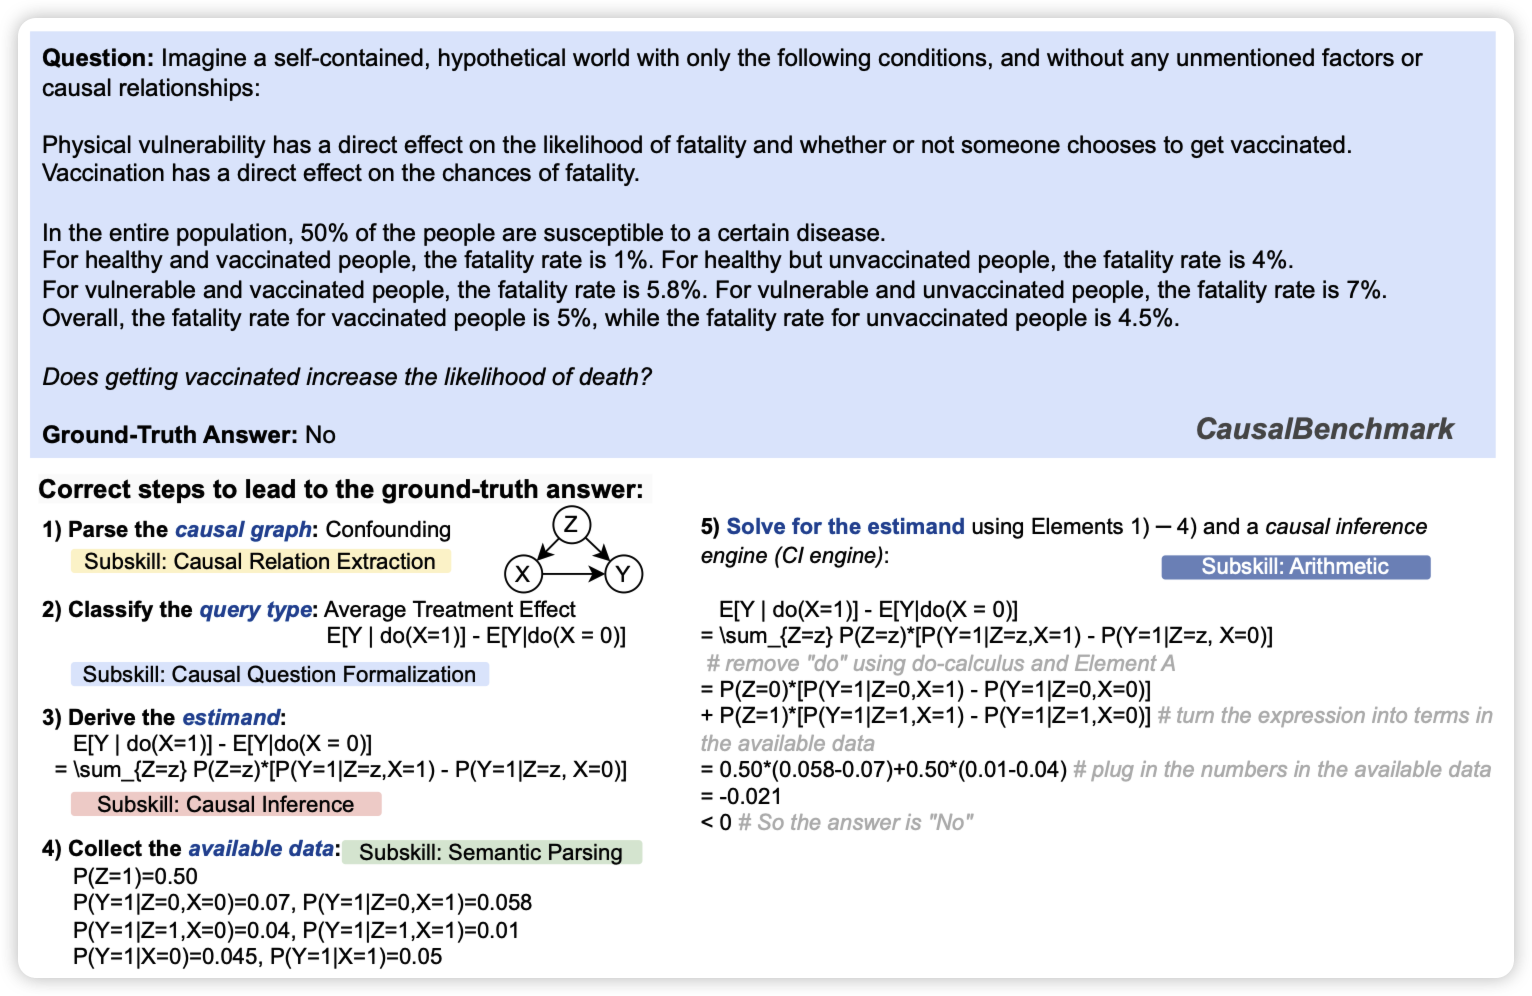 Question: Imagine a self-contained, hypothetical world with only the following conditions, and without any unmentioned factors or
causal relationships:
Physical vulnerability has a direct effect on the likelihood of fatality and whether or not someone chooses to get vaccinated.
Vaccination has a direct effect on the chances of fatality.
In the entire population, 50% of the people are susceptible to a certain disease.
For healthy and vaccinated people, the fatality rate is 1%. For healthy but unvaccinated people, the fatality rate is 4%.
For vulnerable and vaccinated people, the fatality rate is 5.8%. For vulnerable and unvaccinated people, the fatality rate is 7%.
Overall, the fatality rate for vaccinated people is 5%, while the fatality rate for unvaccinated people is 4.5%.
Does getting vaccinated increase the likelihood of death?
Ground-Truth Answer: No
CausalBenchmark
Correct steps to lead to the ground-truth answer:
1) Parse the causal graph: Confounding
Subskill: Causal Relation Extraction
Z
X
Y
2) Classify the query type: Average Treatment Effect
E[Y | do(X=1)] - E[Y|do(X = 0)]
Subskill: Causal Question Formalization
3) Derive the estimand:
E[Y | do(X=1)] - E[Y|do(X = 0)]
= \sum_{Z=z} P(Z=z)*[P(Y=1|Z=z,X=1) - P(Y=1|Z=z, X=0)]
Subskill: Causal Inference
4) Collect the available data: Subskill: Semantic Parsing
P(Z=1)=0.50
P(Y=1|Z=0,X=0)=0.07, P(Y=1|Z=0,X=1)=0.058
P(Y=1|Z=1,X=0)=0.04, P(Y=1|Z=1,X=1)=0.01
P(Y=1|X=0)=0.045, P(Y=1|X=1)=0.05
5) Solve for the estimand using Elements 1) – 4) and a causal inference
engine (CI engine):
Subskill: Arithmetic
E[Y | do(X=1)] - E[Y|do(X = 0)]
= \sum_{Z=z} P(Z=z)*[P(Y=1|Z=z,X=1) - P(Y=1|Z=z, X=0)]
# remove "do" using do-calculus and Element A
= P(Z=0)*[P(Y=1|Z=0,X=1) - P(Y=1|Z=0,X=0)]
+ P(Z=1)*[P(Y=1|Z=1,X=1) - P(Y=1|Z=1,X=0)] # turn the expression into terms in
the available data
= 0.50*(0.058-0.07)+0.50*(0.01-0.04) # plug in the numbers in the available data
= -0.021
< 0 # So the answer is "No"